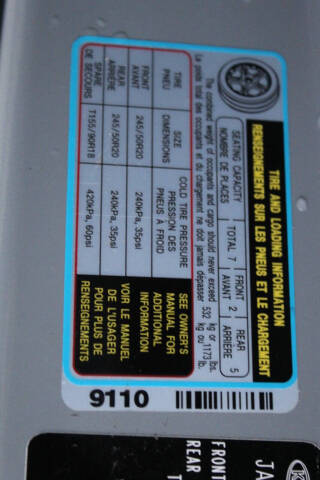 TIRE AND LOADING INFORMATION
RENSEIGNEMENTS SUR LES PNEUS ET LE CHARGEMENT
SEATING CAPACITY TOTAL 7 FRONT 2 REAR 5
NOMBRE DE PLACES AVANT ARRIÈRE
The combined weight of occupants and cargo should never exceed 532 kg or 1173 lbs.
Le poids total des occupants et du chargement ne doit jamais dépasser kg ou lb.
TIRE SIZE COLD TIRE PRESSURE
PNEU DIMENSIONS PRESSION DES
PNEUS À FROID
FRONT
AVANT 245/50R20 240kPa, 35psi
REAR
ARRIÈRE 245/50R20 240kPa, 35psi
SPARE
DE SECOURS T155/90R18 420kPa, 60psi
SEE OWNER'S
MANUAL FOR
ADDITIONAL
INFORMATION
VOIR LE MANUEL
DE L'USAGER
POUR PLUS DE
RENSEIGNEMENTS
9110
JA
FRONT
REAR